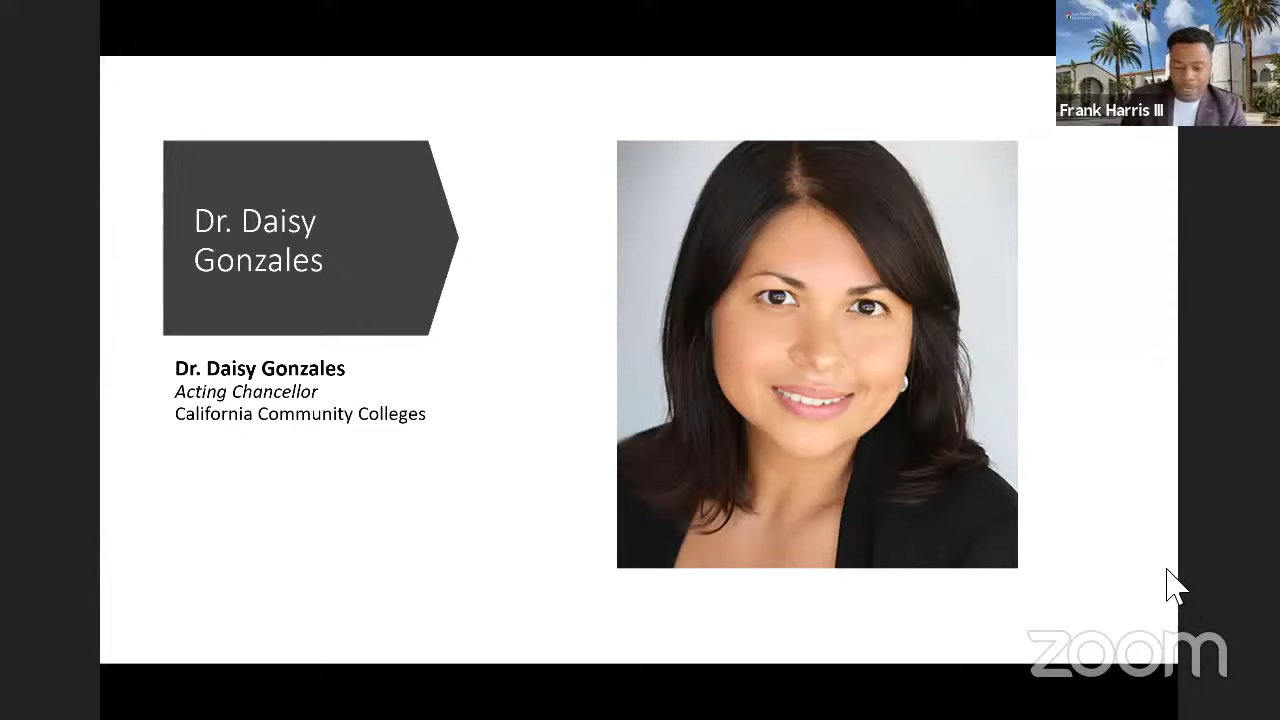 Frank Harris III
Dr. Daisy
Gonzales
Dr. Daisy Gonzales
Acting Chancellor
California Community Colleges
zoom